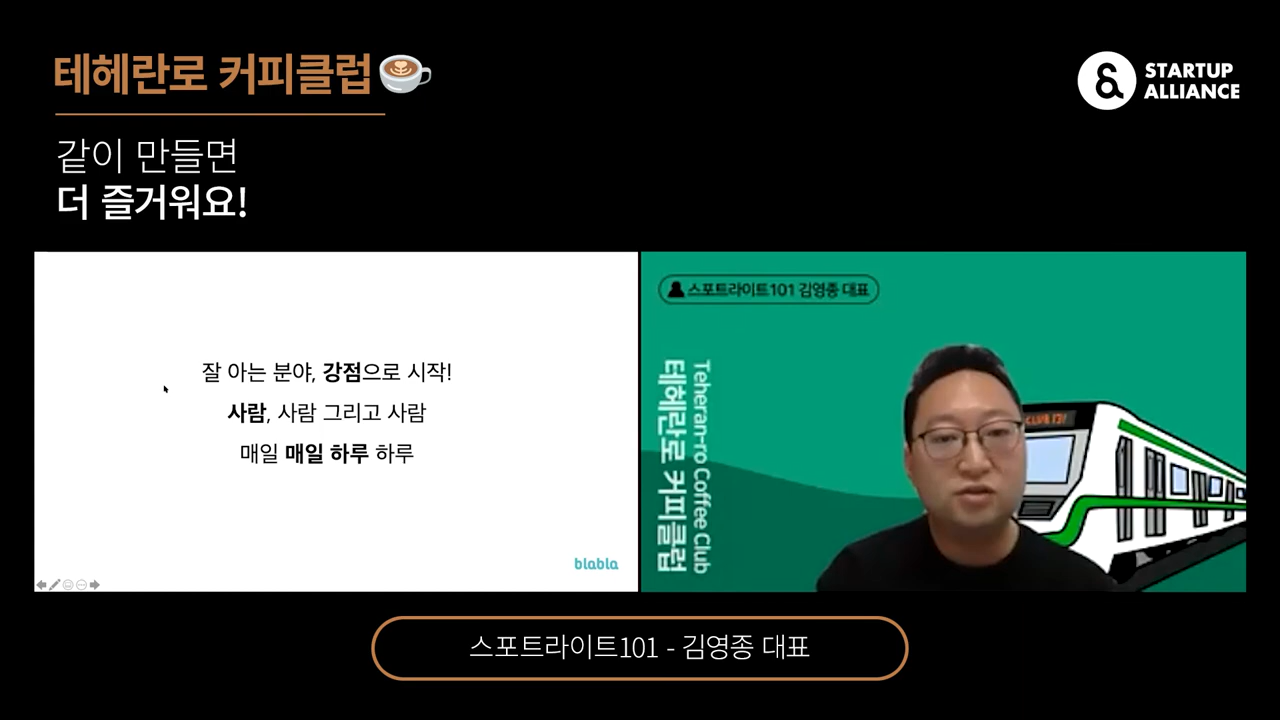 테헤란로 커피클럽
STARTUP
ALLIANCE
같이 만들면
더 즐거워요!
잘 아는 분야, 강점으로 시작!
사람, 사람 그리고 사람
매일 매일 하루 하루
blabla
스포트라이트101 김영종 대표
Teheran-ro Coffee Club
테헤란로 커피클럽
스포트라이트101 - 김영종 대표